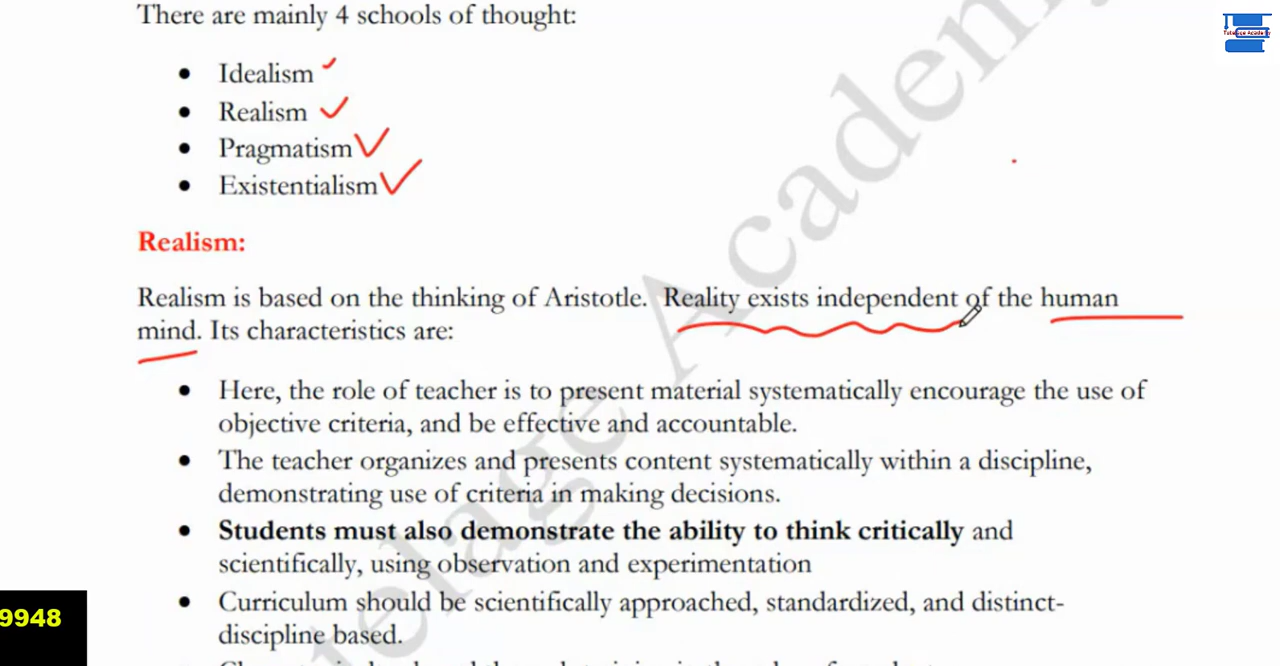 There are mainly 4 schools of thought:
• Idealism
• Realism
• Pragmatism
• Existentialism
Realism:
Realism is based on the thinking of Aristotle. Reality exists independent of the human
mind. Its characteristics are:
• Here, the role of teacher is to present material systematically encourage the use of
objective criteria, and be effective and accountable.
• The teacher organizes and presents content systematically within a discipline,
demonstrating use of criteria in making decisions.
• Students must also demonstrate the ability to think critically and
scientifically, using observation and experimentation
• Curriculum should be scientifically approached, standardized, and distinct-
discipline based.
9948
elage Academy